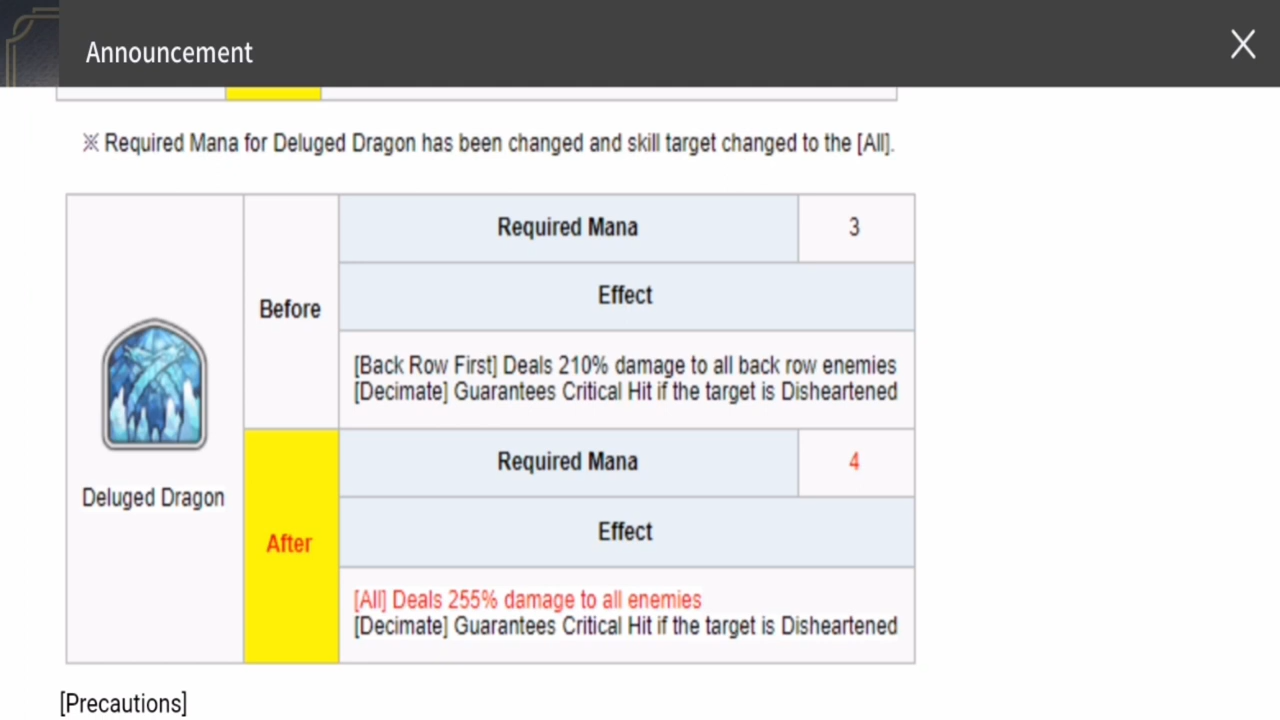 Announcement
※ Required Mana for Deluged Dragon has been changed and skill target changed to the [All].
Required Mana
3
Effect
Before
[Back Row First] Deals 210% damage to all back row enemies
[Decimate] Guarantees Critical Hit if the target is Disheartened
Deluged Dragon
Required Mana
4
Effect
After
[All] Deals 255% damage to all enemies
[Decimate] Guarantees Critical Hit if the target is Disheartened
[Precautions]